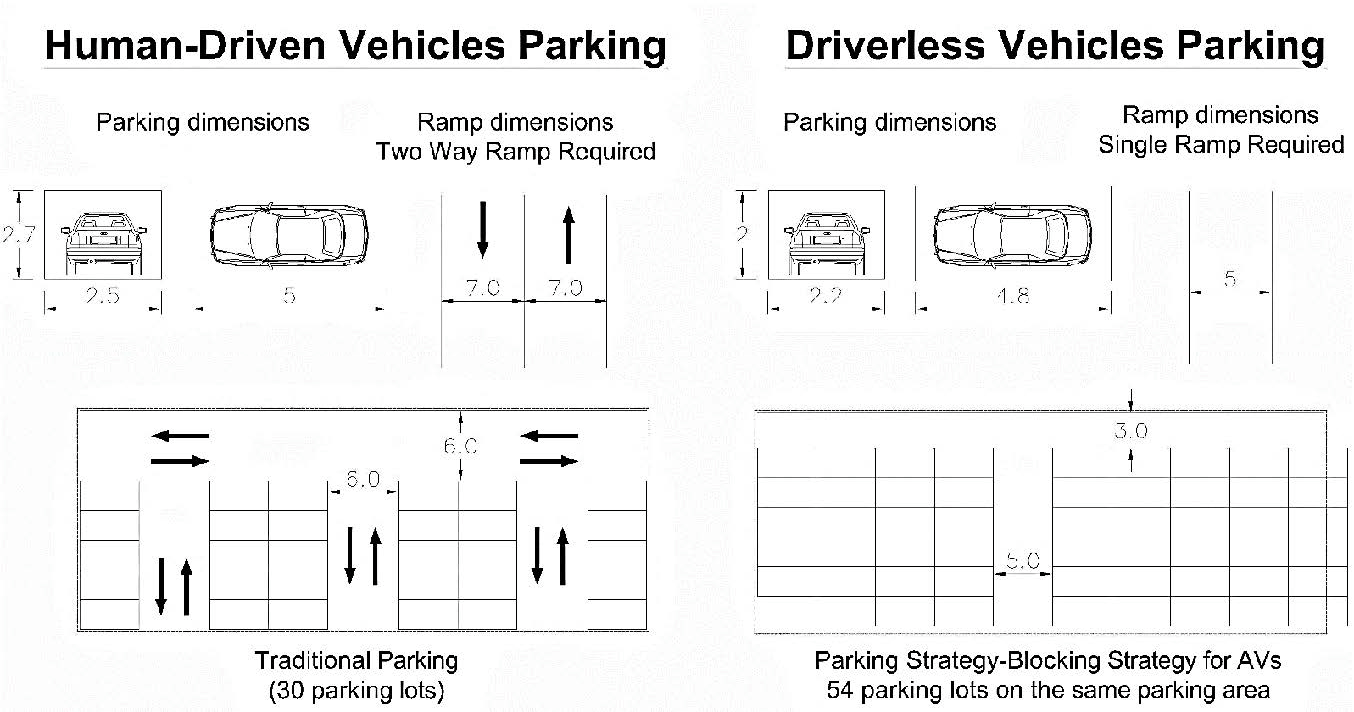 Human-Driven Vehicles Parking
Parking dimensions
Ramp dimensions
Two Way Ramp Required
2.7
2.5
5
7.0
7.0
6.0
6.0
Traditional Parking
(30 parking lots)
Driverless Vehicles Parking
Parking dimensions
Ramp dimensions
Single Ramp Required
2
2.2
4.8
5
3.0
5.0
Parking Strategy-Blocking Strategy for AVs
54 parking lots on the same parking area